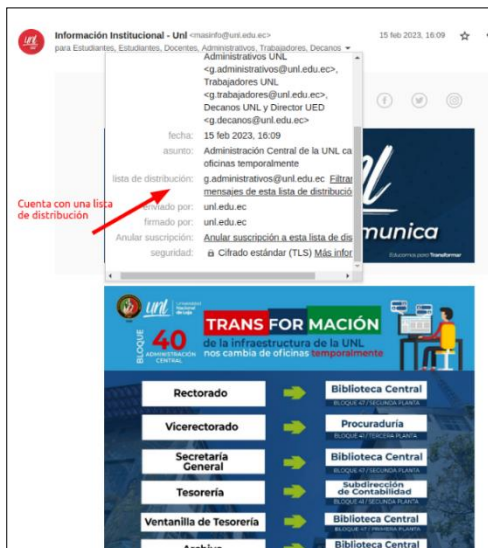 unl
Información Institucional - Unl <masinfo@unl.edu.ec>
15 feb 2023, 16:09
para Estudiantes, Estudiantes, Docentes, Administrativos, Trabajadores, Decanos
Administrativos UNL
<g.administrativos@unl.edu.ec>,
Trabajadores UNL
<g.trabajadores@unl.edu.ec>,
Decanos UNL y Director UED
<g.decanos@unl.edu.ec>
fecha: 15 feb 2023, 16:09
asunto: Administración Central de la UNL ca
oficinas temporalmente
lista de distribución: g.administrativos@unl.edu.ec Filtrar
mensajes de esta lista de distribució
enviado por: unl.edu.ec
firmado por: unl.edu.ec
Anular suscripción: Anular suscripción a esta lista de dis
seguridad: Cifrado estándar (TLS) Más infor
Cuenta con una lista
de distribución
munica
Educamos para Transformar
unl Universidad
Nacional
de Loja
BLOQUE
40
ADMINISTRACIÓN
CENTRAL
TRANS FOR MACIÓN
de la infraestructura de la UNL
nos cambia de oficinas temporalmente
Rectorado
Biblioteca Central
BLOQUE 47 / SEGUNDA PLANTA
Vicerectorado
Procuraduría
BLOQUE 41 / TERCERA PLANTA
Secretaría
General
Biblioteca Central
BLOQUE 47 / SEGUNDA PLANTA
Tesorería
Subdirección
de Contabilidad
BLOQUE 41 / SEGUNDA PLANTA
Ventanilla de Tesorería
Biblioteca Central
BLOQUE 47 / PRIMERA PLANTA
Archivo
Biblioteca Central